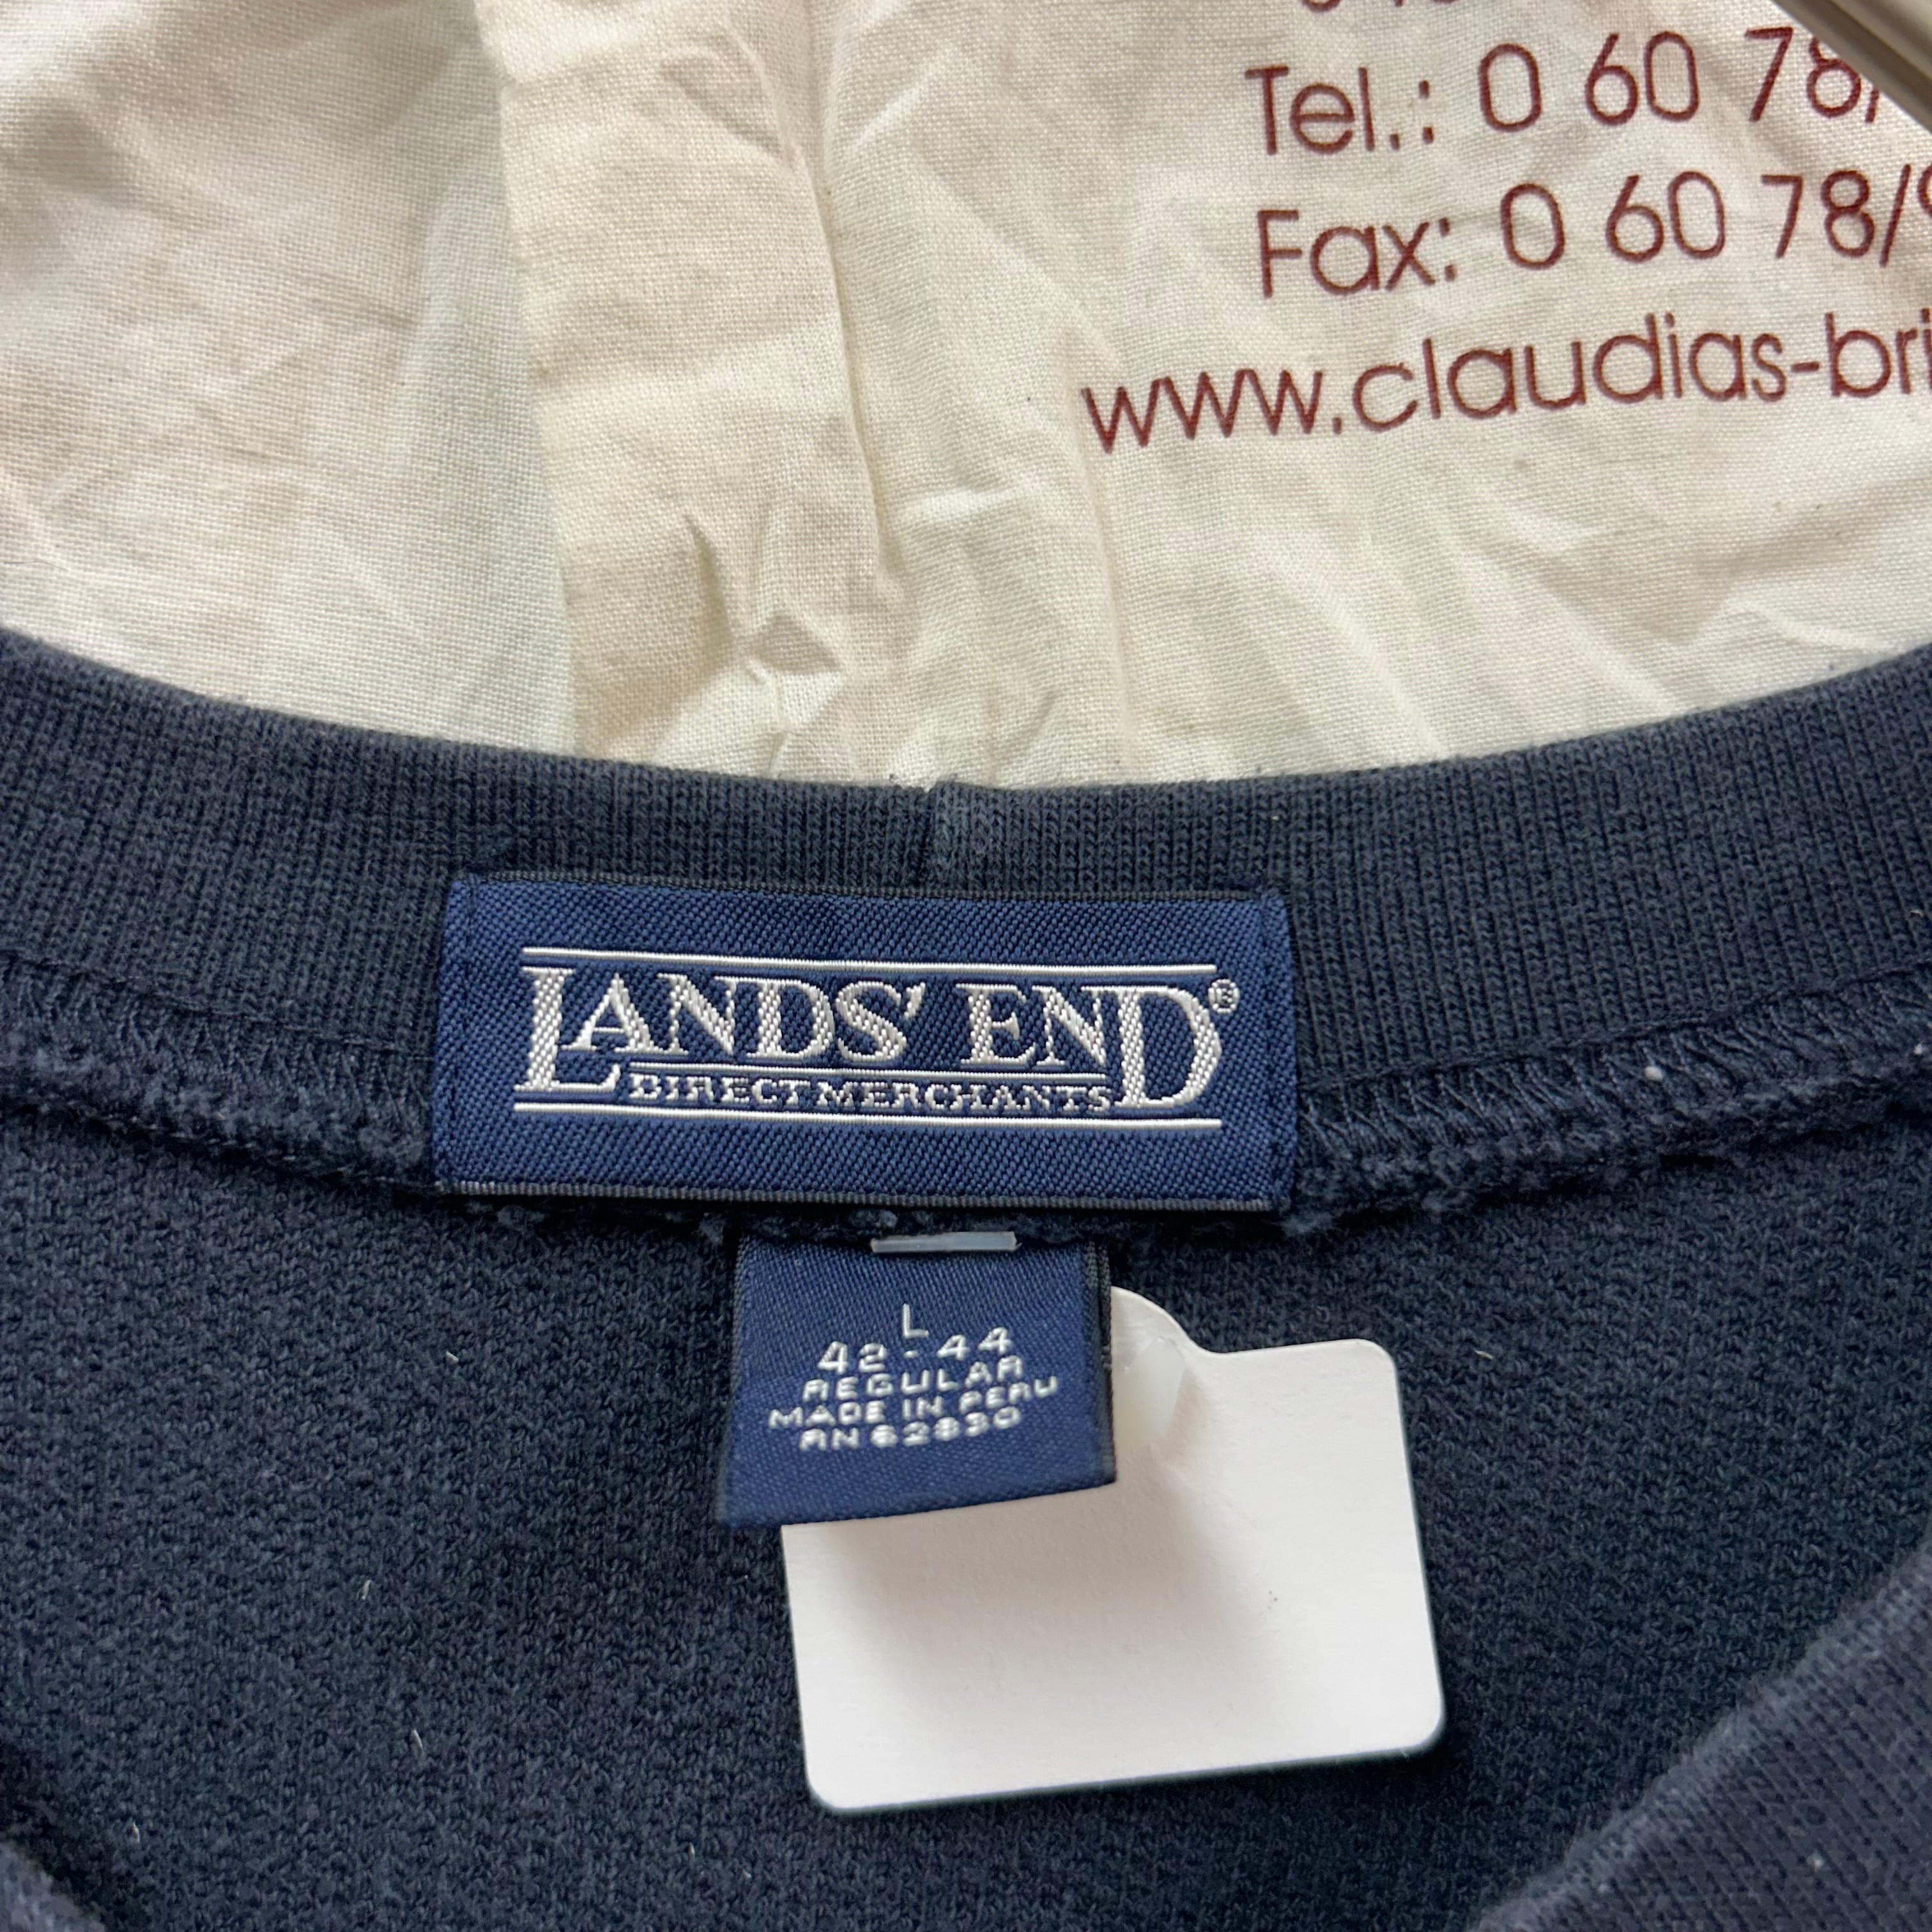 Tel.: 0 60 78/
Fax: 0 60 78/9
www.claudias-bri
LANDS' END®
DIRECT MERCHANTS
L
42-44
REGULAR
MADE IN PERU
RN 62830